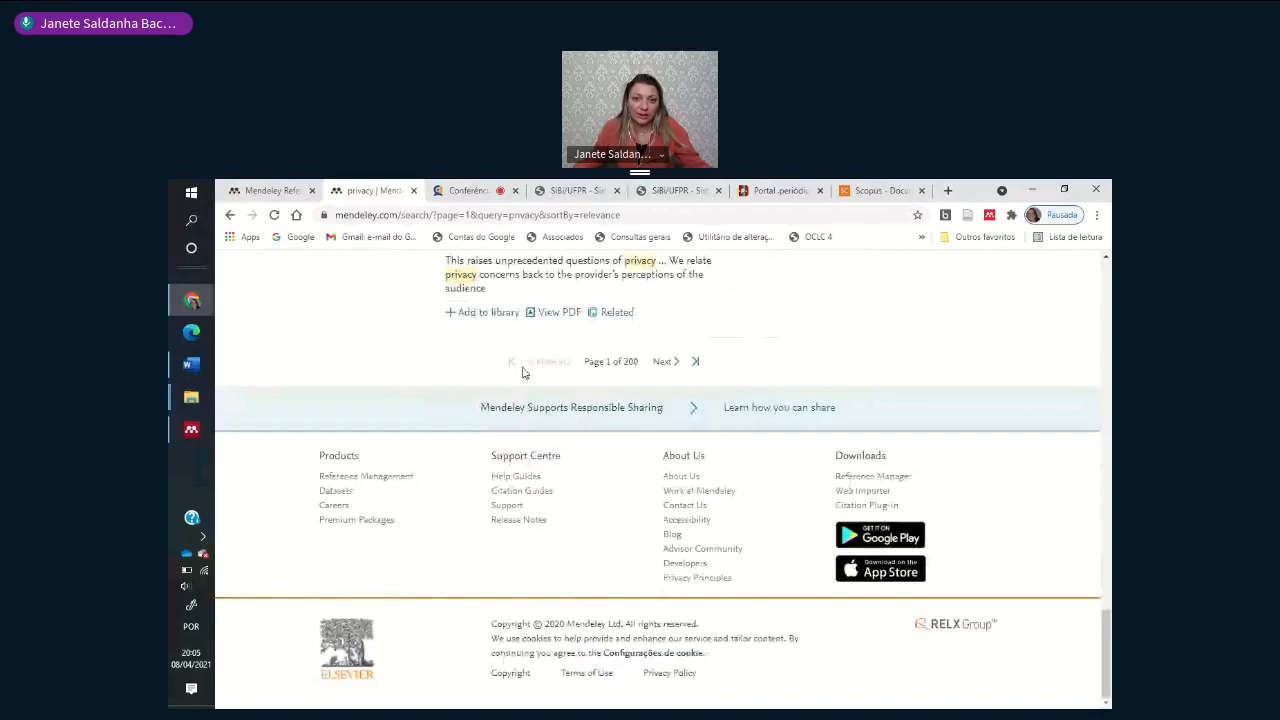 Janete Saldanha Bac...
Janete Saldan...
Mendeley Refe
privacy | Mende
Conferênc
SiBi/UFPR - Sis
SiBi/UFPR - Sis
Portal .periódic
Scopus - Docu
mendeley.com/search/?page=1&query=privacy&sortBy=relevance
Pausada
Apps
Google
Gmail: e-mail do G...
Contas do Google
Associados
Consultas gerais
Utilitário de alteraç...
OCLC 4
»
Outros favoritos
Lista de leitura
This raises unprecedented questions of privacy ... We relate
privacy concerns back to the provider's perceptions of the
audience
+ Add to library View PDF Related
Page 1 of 200 Next
Mendeley Supports Responsible Sharing Learn how you can share
Products
Reference Management
Datasets
Careers
Premium Packages
Support Centre
Help Guides
Citation Guides
Support
Release Notes
About Us
About Us
Work at Mendeley
Contact Us
Accessibility
Blog
Advisor Community
Developers
Privacy Principles
Downloads
Reference Manager
Web Importer
Citation Plug-in
GET IT ON
Google Play
Download on the
App Store
ELSEVIER
Copyright © 2020 Mendeley Ltd. All rights reserved.
We use cookies to help provide and enhance our service and tailor content. By
continuing you agree to the Configurações de cookie.
Copyright Terms of Use Privacy Policy
RELX Group™
POR
20:05
08/04/2021